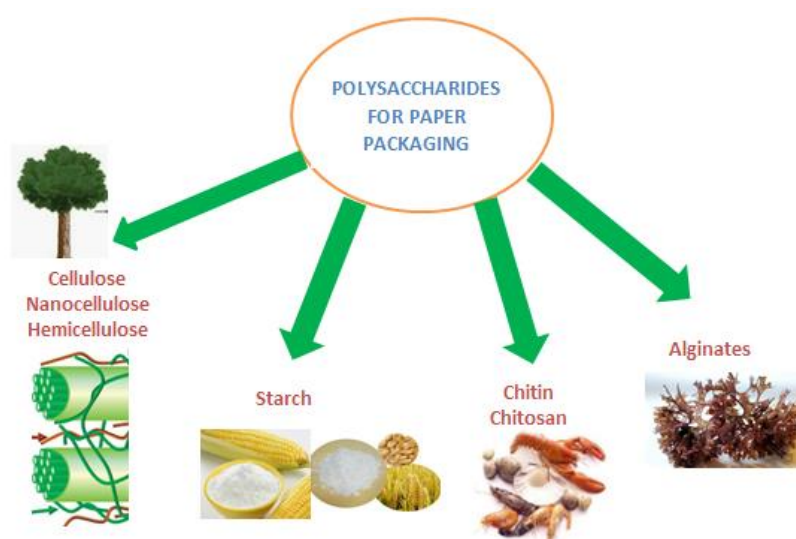 POLYSACCHARIDES
FOR PAPER
PACKAGING
Cellulose
Nanocellulose
Hemicellulose
Starch
Chitin
Chitosan
Alginates